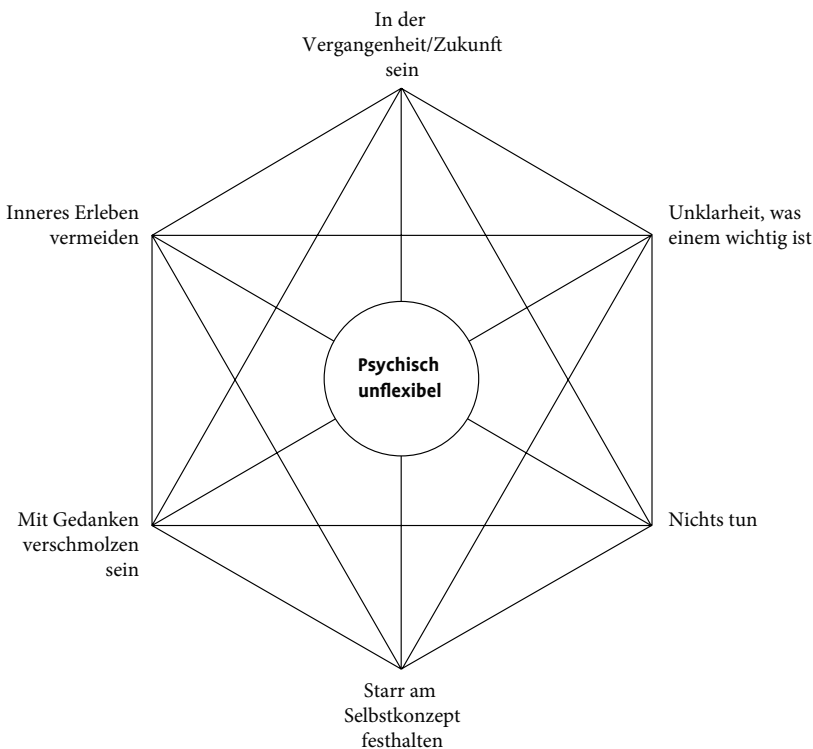 In der
Vergangenheit/Zukunft
sein
Inneres Erleben
vermeiden
Unklarheit, was
einem wichtig ist
Psychisch
unflexibel
Mit Gedanken
verschmolzen
sein
Nichts tun
Starr am
Selbstkonzept
festhalten